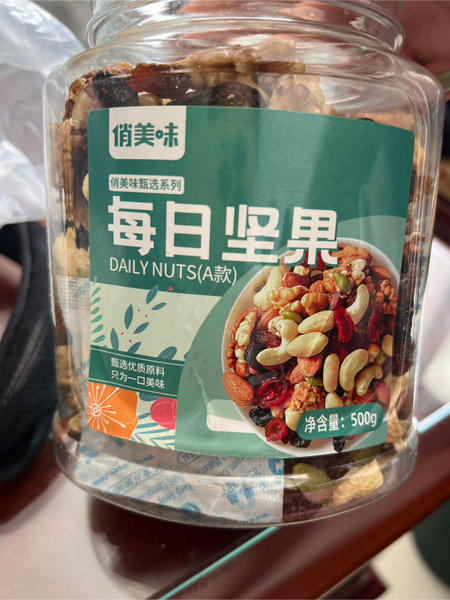 俏美味
俏美味甄选系列
每日坚果
DAILY NUTS(A款)
甄选优质原料
只为一口美味
净含量：500g